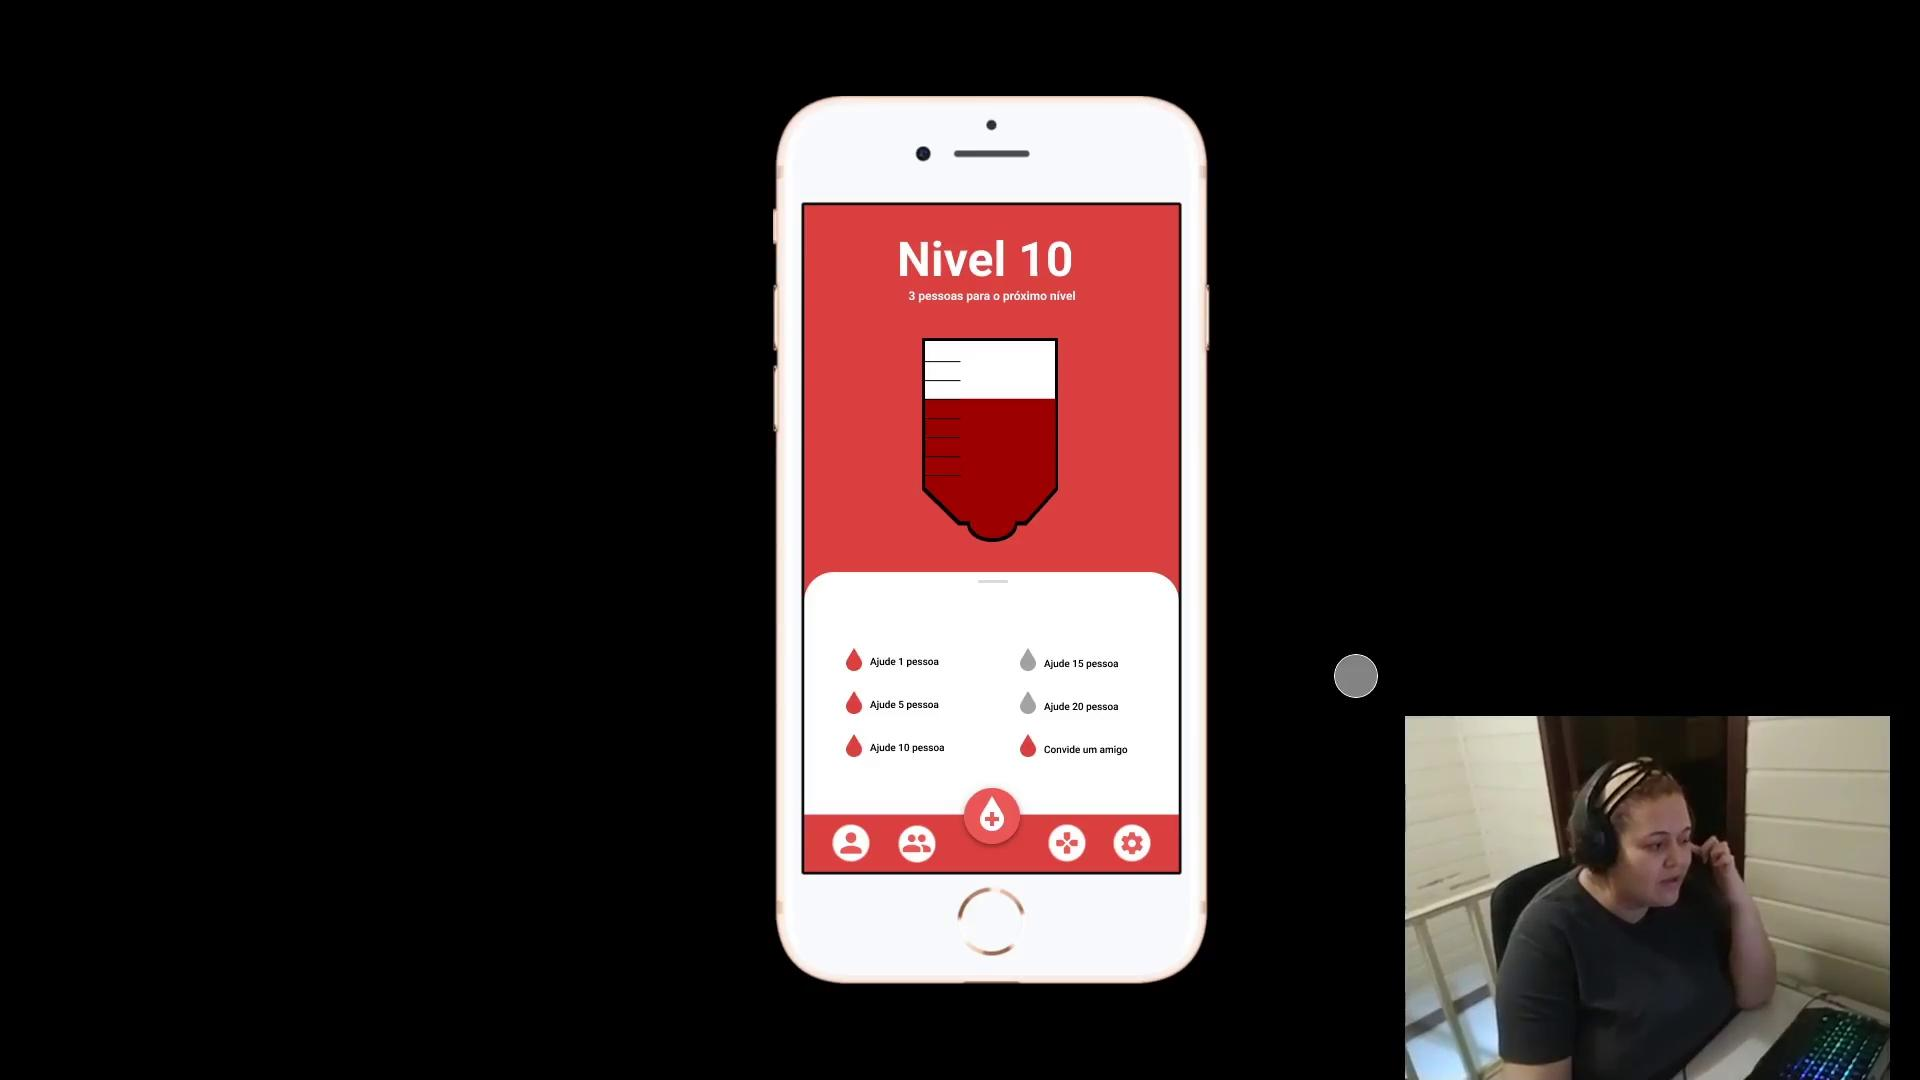 Nivel 10
3 pessoas para o próximo nível
Ajude 1 pessoa
Ajude 5 pessoa
Ajude 10 pessoa
Ajude 15 pessoa
Ajude 20 pessoa
Convide um amigo